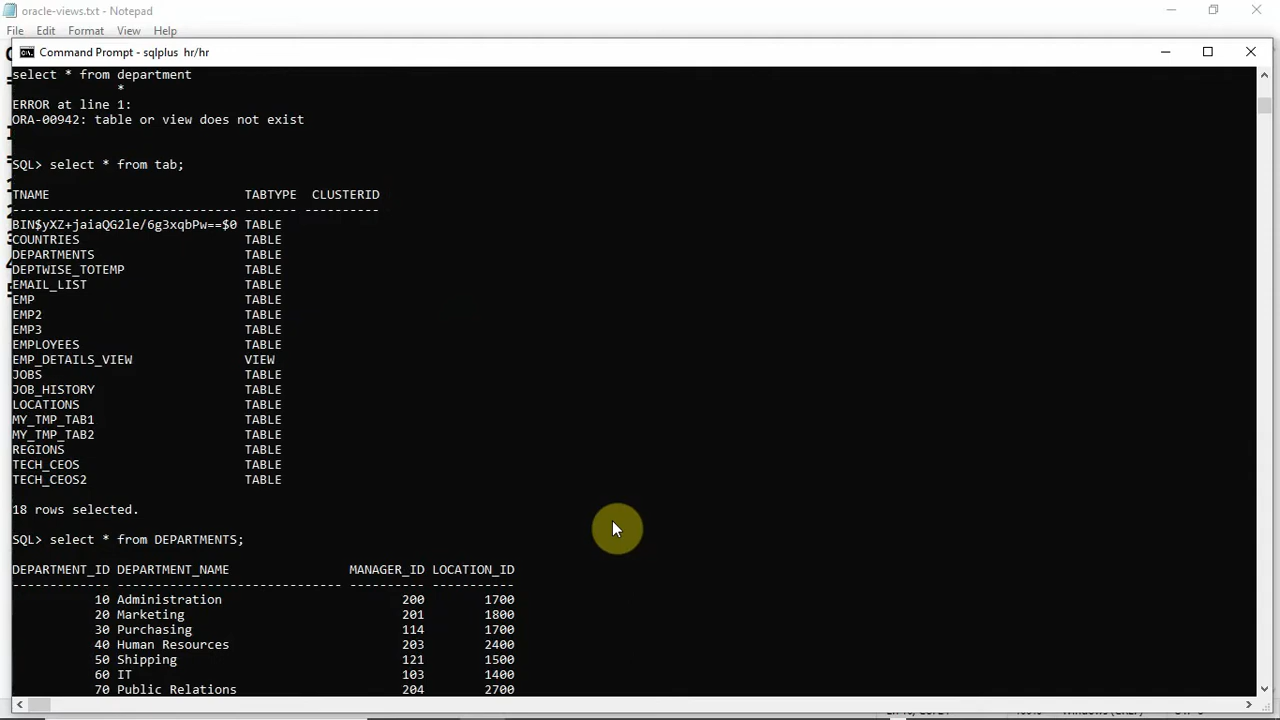 oracle-views.txt - Notepad
File Edit Format View Help
Command Prompt - sqlplus hr/hr
select * from department
*
ERROR at line 1:
ORA-00942: table or view does not exist
SQL> select * from tab;
TNAME TABTYPE CLUSTERID
------------------------------ ------- ----------
BIN$yXZ+jaiaQG2le/6g3xqbPw==$0 TABLE
COUNTRIES TABLE
DEPARTMENTS TABLE
DEPTWISE_TOTEMP TABLE
EMAIL_LIST TABLE
EMP TABLE
EMP2 TABLE
EMP3 TABLE
EMPLOYEES TABLE
EMP_DETAILS_VIEW VIEW
JOBS TABLE
JOB_HISTORY TABLE
LOCATIONS TABLE
MY_TMP_TAB1 TABLE
MY_TMP_TAB2 TABLE
REGIONS TABLE
TECH_CEOS TABLE
TECH_CEOS2 TABLE
18 rows selected.
SQL> select * from DEPARTMENTS;
DEPARTMENT_ID DEPARTMENT_NAME MANAGER_ID LOCATION_ID
------------- ------------------------------ ---------- -----------
10 Administration 200 1700
20 Marketing 201 1800
30 Purchasing 114 1700
40 Human Resources 203 2400
50 Shipping 121 1500
60 IT 103 1400
70 Public Relations 204 2700